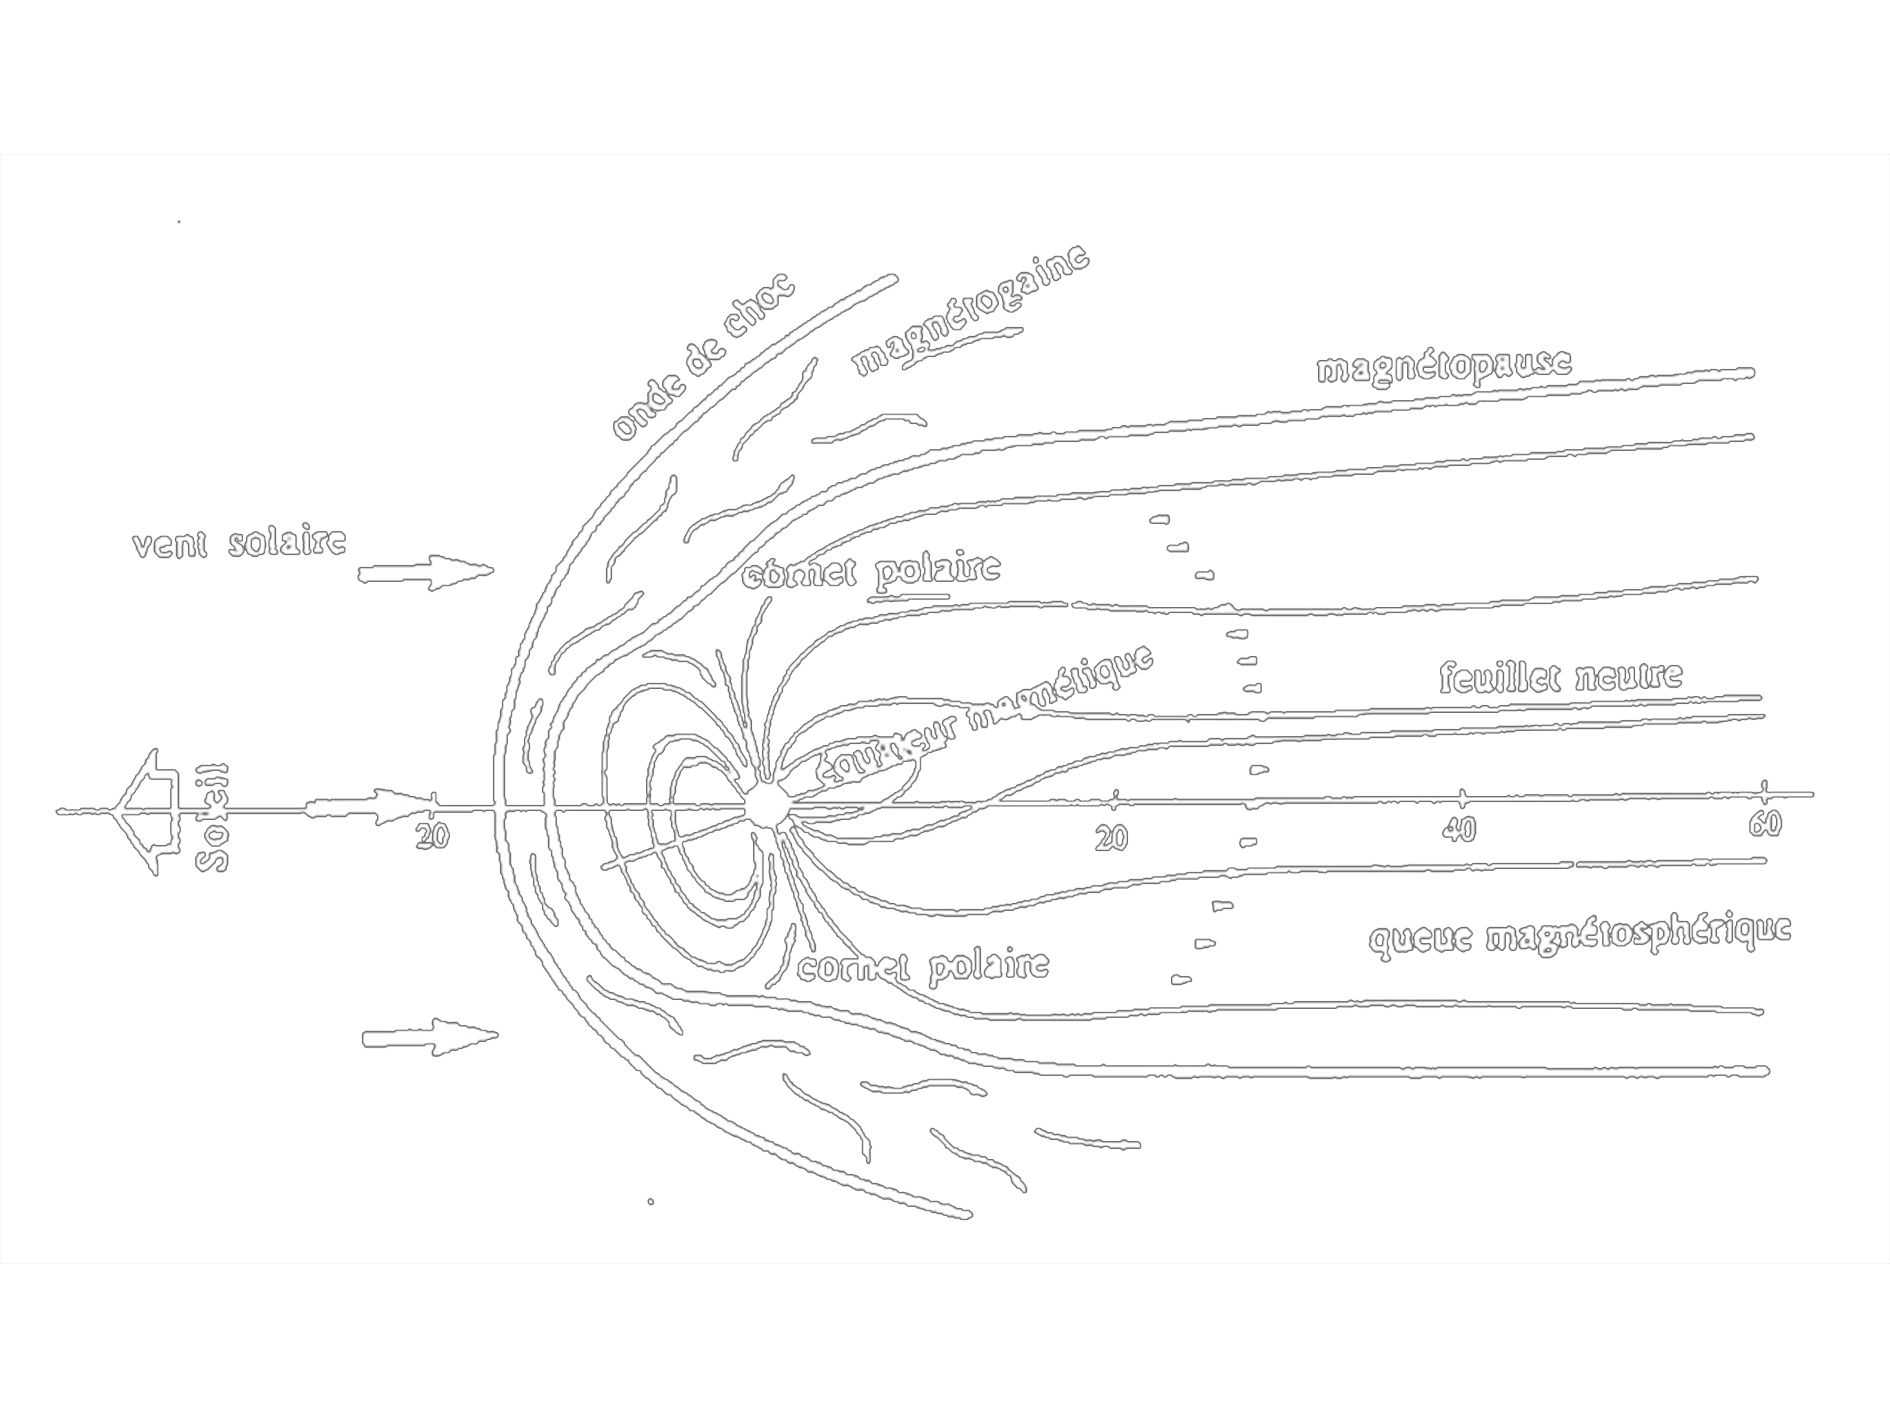 onde de choc
magnétogaine
magnétopause
vent solaire
cornet polaire
équateur magnétique
feuillet neutre
Soleil
20
20
40
60
queue magnétosphérique
cornet polaire